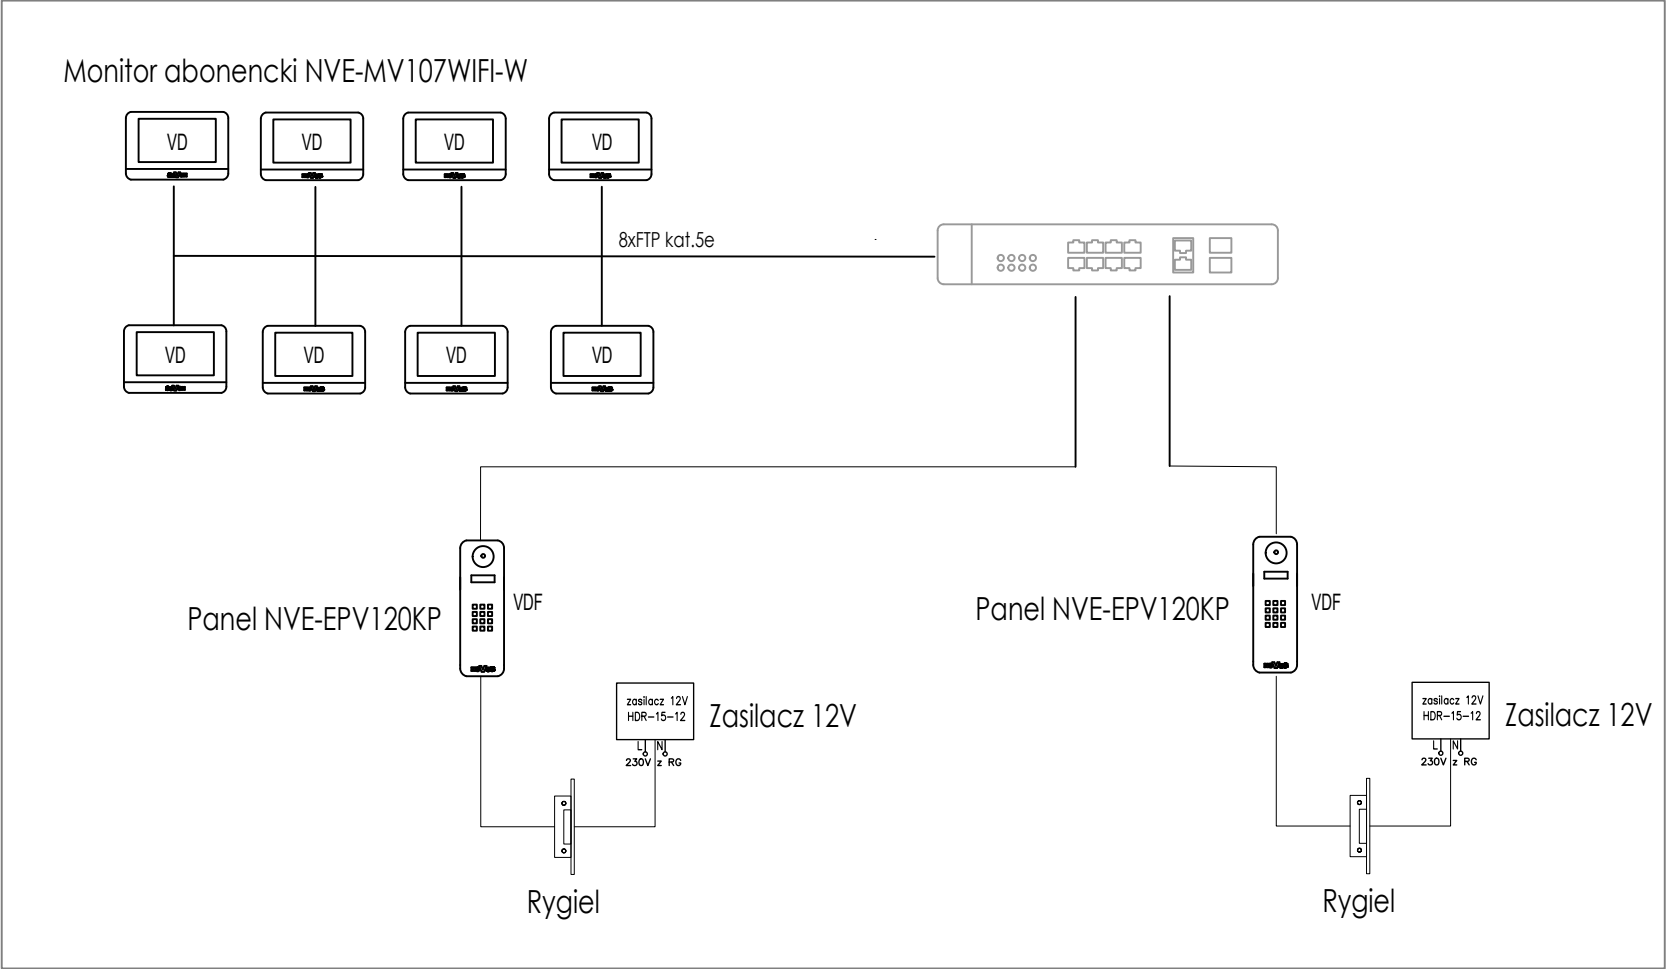 Monitor abonencki NVE-MV107WIFI-W
VD VD VD VD
8xFTP kat.5e
VD VD VD VD
Panel NVE-EPV120KP
VDF
Panel NVE-EPV120KP
VDF
zasilacz 12V
HDR-15-12
L N
230V z RG
Zasilacz 12V
zasilacz 12V
HDR-15-12
L N
230V z RG
Zasilacz 12V
Rygiel
Rygiel